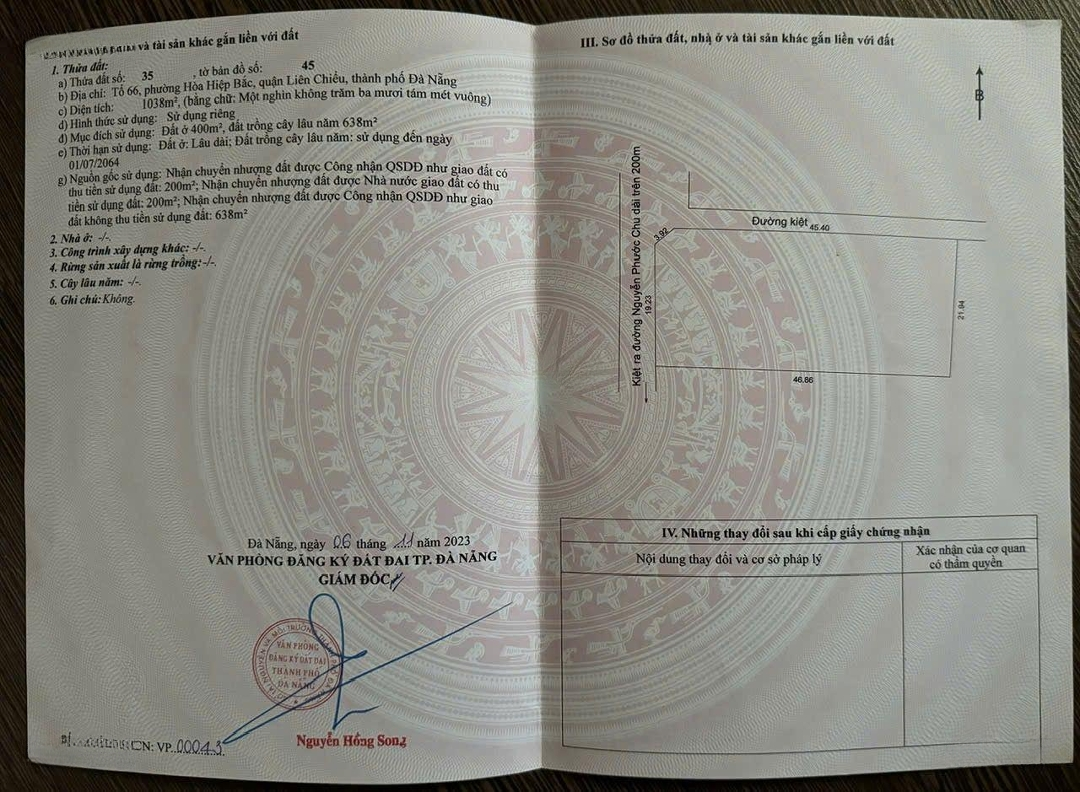 và tài sản khác gắn liền với đất
1. Thửa đất:
a) Thửa đất số: 35 , tờ bản đồ số: 45
b) Địa chỉ: Tổ 66, phường Hòa Hiệp Bắc, quận Liên Chiểu, thành phố Đà Nẵng
c) Diện tích: 1038m², (bằng chữ: Một nghìn không trăm ba mươi tám mét vuông)
d) Hình thức sử dụng: Sử dụng riêng
đ) Mục đích sử dụng: Đất ở 400m², đất trồng cây lâu năm 638m²
e) Thời hạn sử dụng: Đất ở: Lâu dài; Đất trồng cây lâu năm: sử dụng đến ngày
01/07/2064
g) Nguồn gốc sử dụng: Nhận chuyển nhượng đất được Công nhận QSDĐ như giao đất có
thu tiền sử dụng đất: 200m²; Nhận chuyển nhượng đất được Nhà nước giao đất có thu
tiền sử dụng đất: 200m²; Nhận chuyển nhượng đất được Công nhận QSDĐ như giao
đất không thu tiền sử dụng đất: 638m²
2. Nhà ở: -/-.
3. Công trình xây dựng khác: -/-.
4. Rừng sản xuất là rừng trồng:-/-.
5. Cây lâu năm: -/-.
6. Ghi chú: Không.
Đà Nẵng, ngày 06 tháng 11 năm 2023
VĂN PHÒNG ĐĂNG KÝ ĐẤT ĐAI TP. ĐÀ NẴNG
GIÁM ĐỐC
VĂN PHÒNG
ĐĂNG KÝ ĐẤT ĐAI
THÀNH PHỐ
ĐÀ NẴNG
Nguyễn Hồng Song
CN: VP 00043
III. Sơ đồ thửa đất, nhà ở và tài sản khác gắn liền với đất
B
Kiệt ra đường Nguyễn Phước Chu dài trên 200m
Đường kiệt
45.40
3.92
19.23
21.94
46.66
IV. Những thay đổi sau khi cấp giấy chứng nhận
Nội dung thay đổi và cơ sở pháp lý
Xác nhận của cơ quan
có thẩm quyền